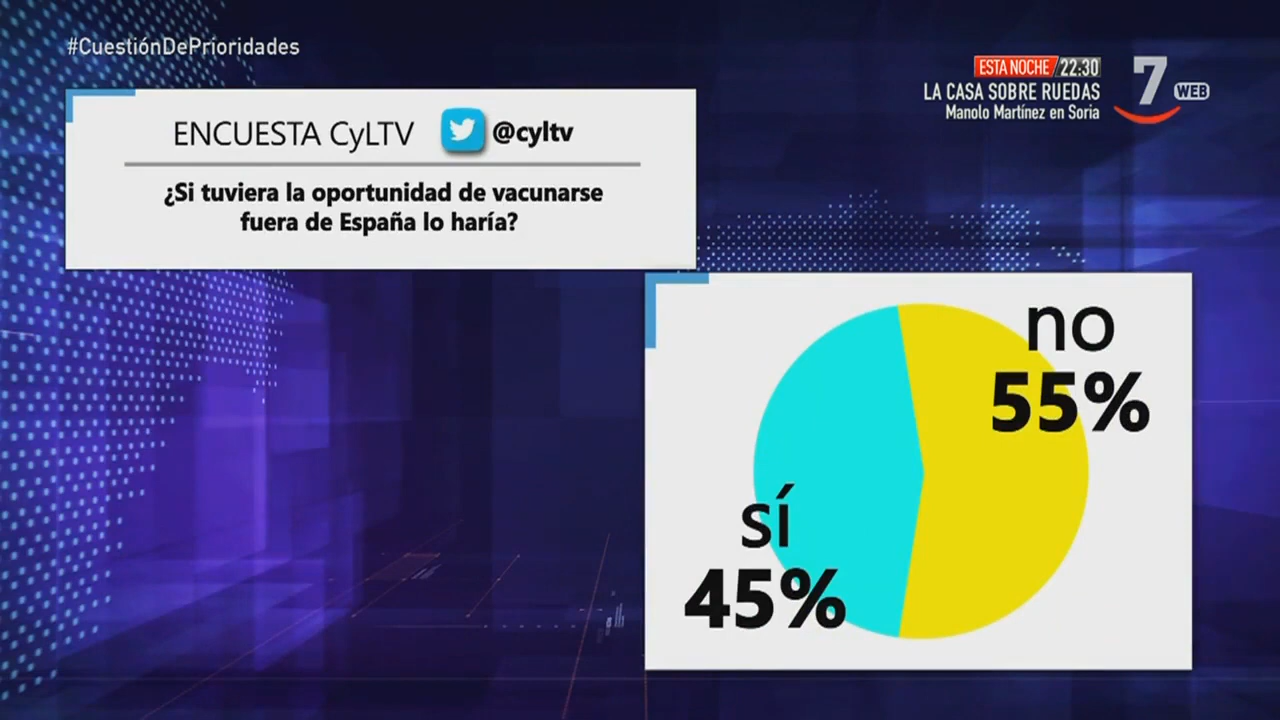 #CuestiónDePrioridades
ESTA NOCHE 22:30
LA CASA SOBRE RUEDAS
Manolo Martínez en Soria
7 WEB
ENCUESTA CyLTV @cyltv
¿Si tuviera la oportunidad de vacunarse
fuera de España lo haría?
no
55%
sí
45%